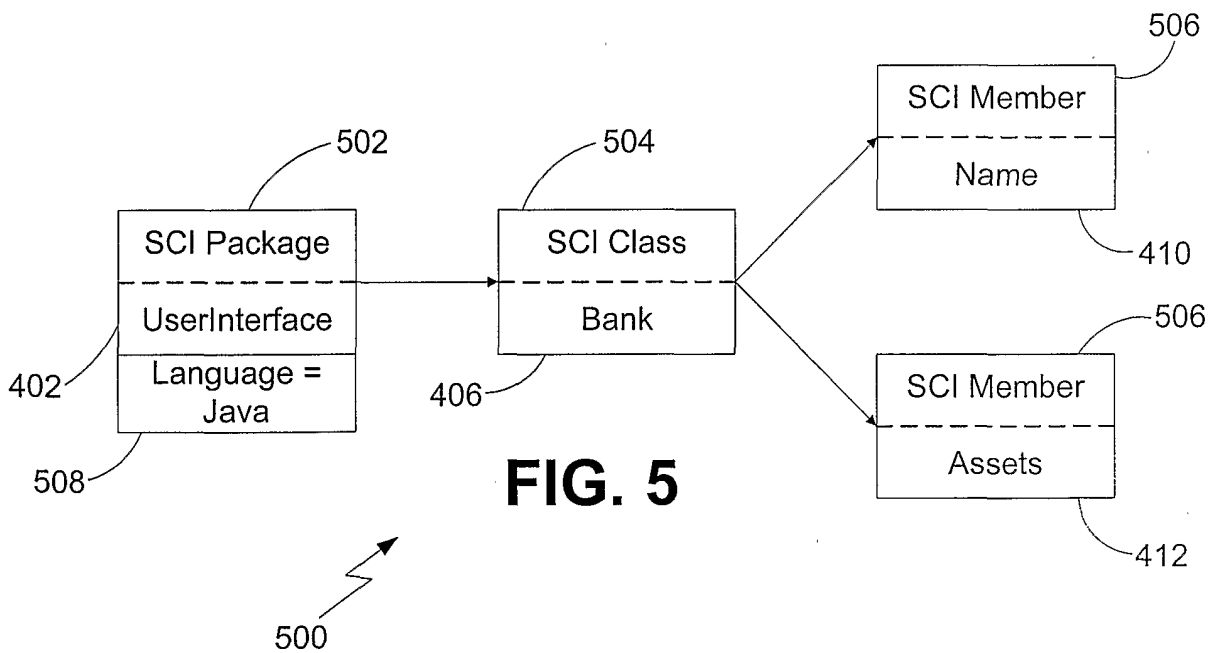 506
SCI Member
Name
410
502
504
SCI Package
UserInterface
Language =
Java
402
508
SCI Class
Bank
406
506
SCI Member
Assets
412
FIG. 5
500